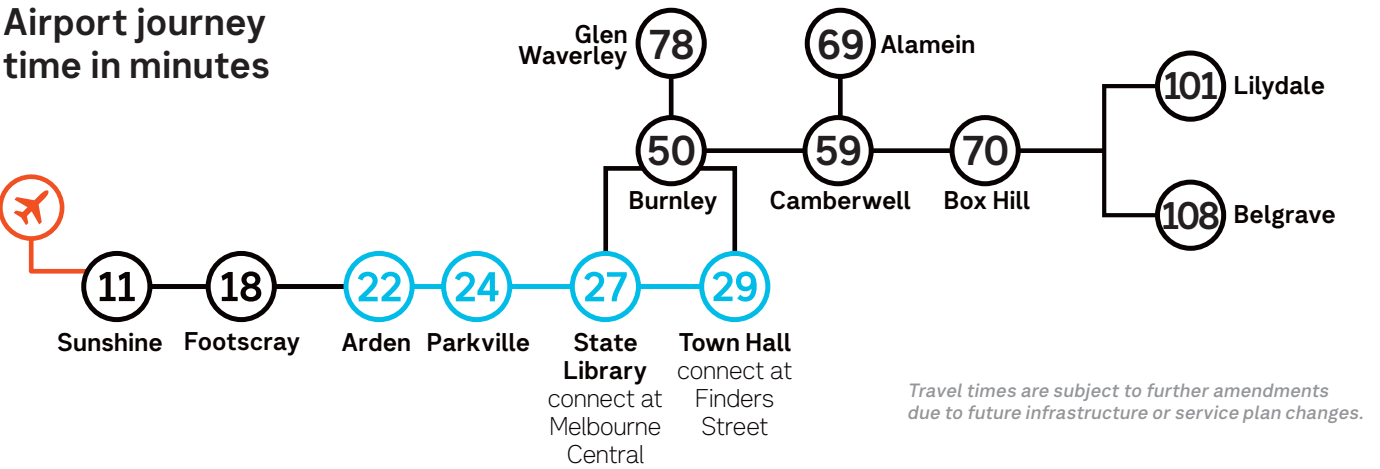 Airport journey
time in minutes
Glen
Waverley
78
69
Alamein
101
Lilydale
50
59
70
Burnley
Camberwell
Box Hill
108
Belgrave
11
18
22
24
27
29
Sunshine
Footscray
Arden
Parkville
State
Library
connect at
Melbourne
Central
Town Hall
connect at
Finders
Street
Travel times are subject to further amendments
due to future infrastructure or service plan changes.